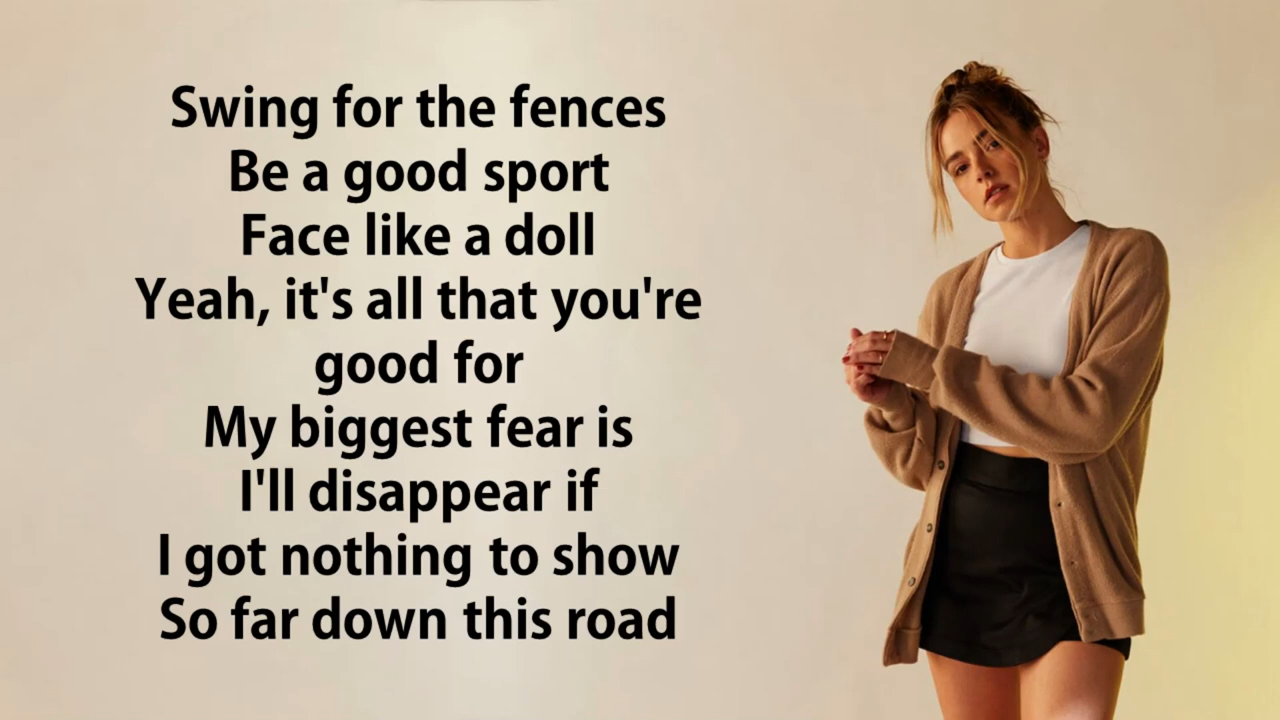 Swing for the fences
Be a good sport
Face like a doll
Yeah, it's all that you're
good for
My biggest fear is
I'll disappear if
I got nothing to show
So far down this road